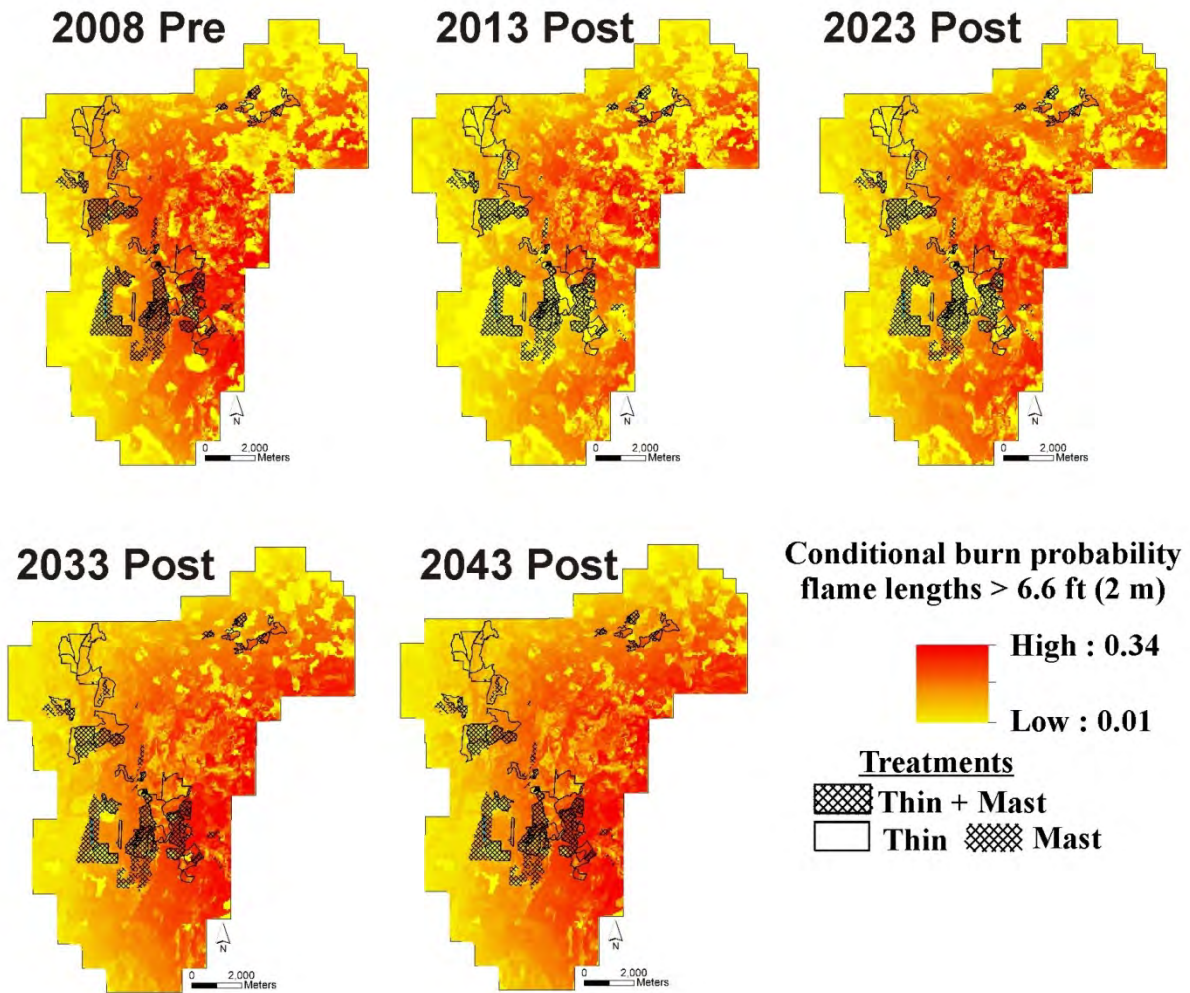 2008 Pre
2013 Post
2023 Post
N
0 2,000
Meters
N
0 2,000
Meters
N
0 2,000
Meters
2033 Post
2043 Post
Conditional burn probability
flame lengths > 6.6 ft (2 m)
High : 0.34
Low : 0.01
Treatments
Thin + Mast
Thin Mast
N
0 2,000
Meters
N
0 2,000
Meters